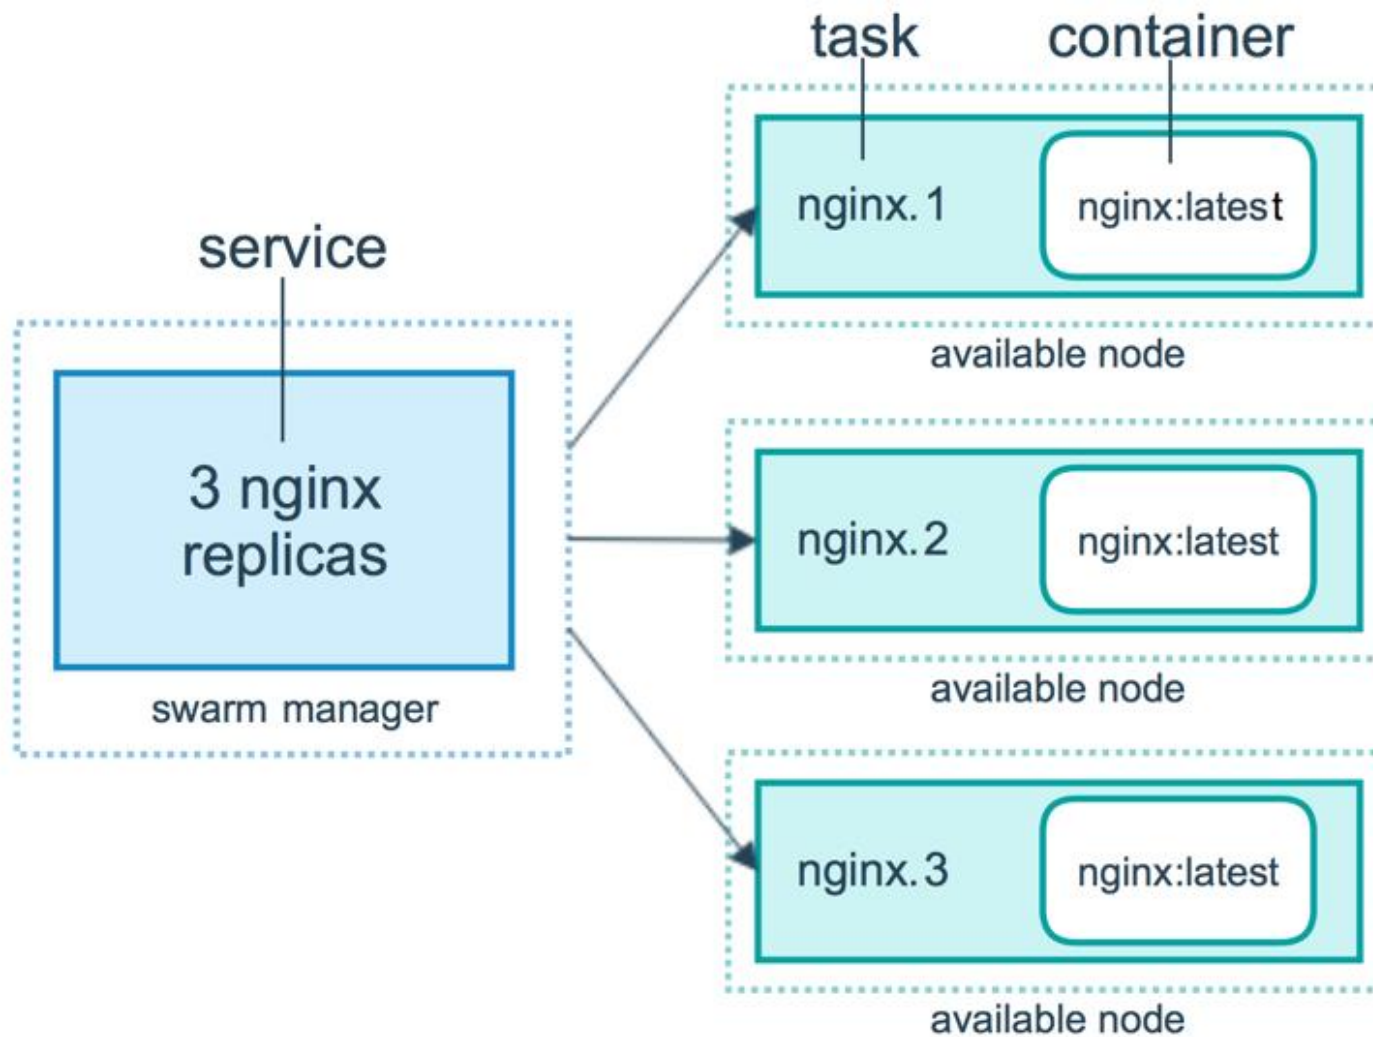 task
container
nginx.1
nginx:latest
available node
service
3 nginx
replicas
swarm manager
nginx.2
nginx:latest
available node
nginx.3
nginx:latest
available node